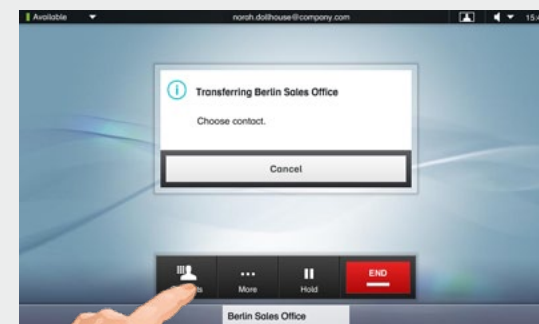 Available
norah.dollhouse@company.com
Transferring Berlin Sales Office
Choose contact.
Cancel
More
Hold
END
Berlin Sales Office